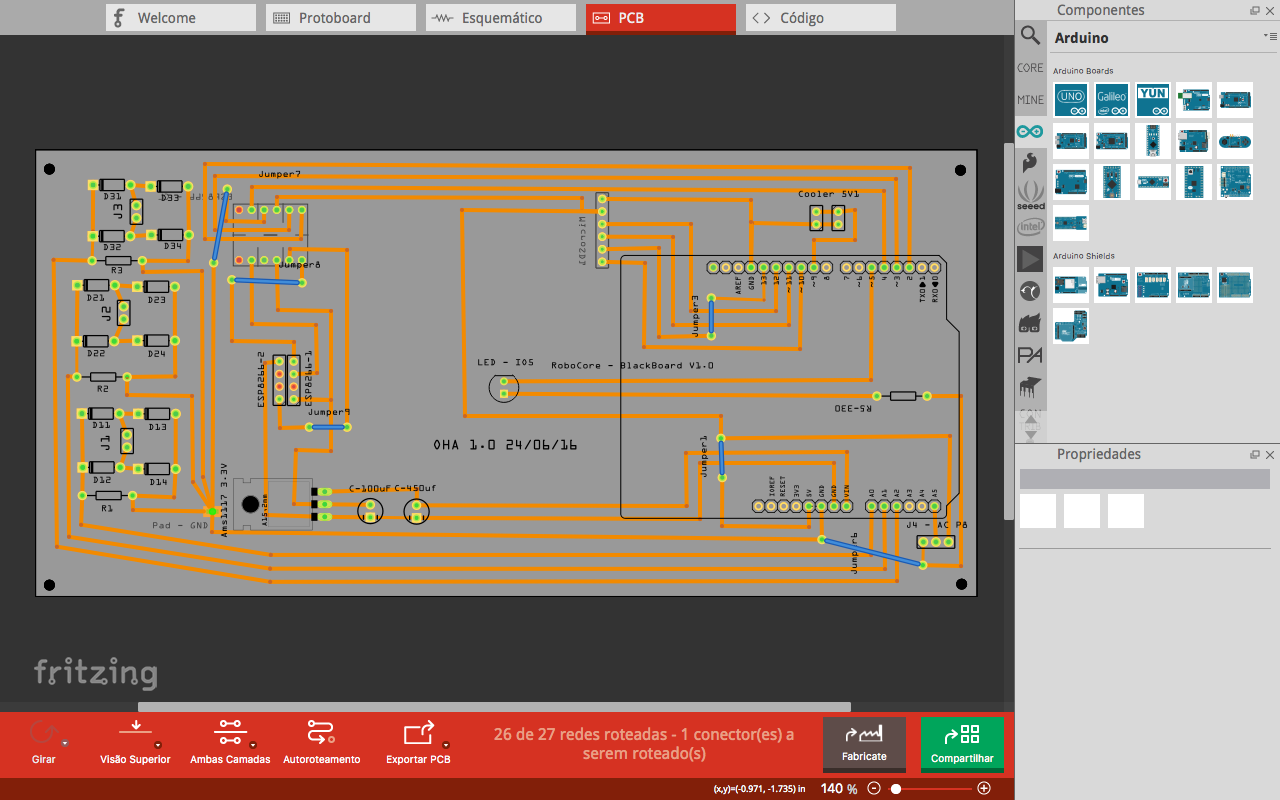 Welcome
Protoboard
Esquemático
PCB
Código
Componentes
Arduino
CORE
MINE
Arduino Boards
UNO
Galileo
YUN
seeed
intel
PA
Arduino Shields
Propriedades
Jumper7
D31
D33
J3
D32
D34
R3
Jumper8
D21
D23
J2
D22
D24
R2
D11
D13
J1
D12
D14
R1
Pad - GND
Ams1117 3.3V
ESP8266-2
ESP8266-1
Jumper9
C-100uF
C-450uf
LED - IO5
RoboCore - BlackBoard V1.0
OHA 1.0 24/06/16
MicroSD?
Cooler 5V1
AREF
GND
13
12
~11
~10
~9
8
7
~6
~5
4
~3
2
TXD 1
RXD 0
Jumper3
Jumper1
IOREF
RESET
3V3
5V
GND
GND
VIN
A0
A1
A2
A3
A4
A5
J4 - AC P8
Jumper6
fritzing
Girar
Visão Superior
Ambas Camadas
Autoroteamento
Exportar PCB
26 de 27 redes roteadas - 1 conector(es) a
serem roteado(s)
Fabricate
Compartilhar
(x,y)=(-0.971, -1.735) in
140 %